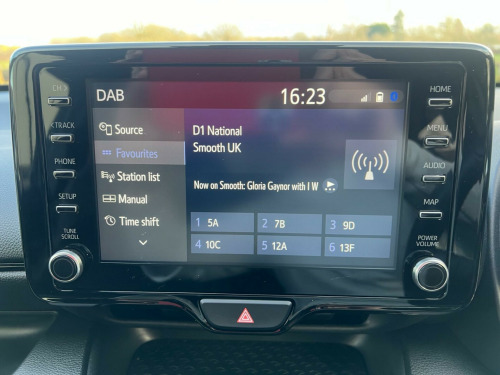 DAB
16:23
CH
HOME
TRACK
MENU
PHONE
AUDIO
SETUP
MAP
TUNE
SCROLL
POWER
VOLUME
Source
Favourites
Station list
Manual
Time shift
D1 National
Smooth UK
Now on Smooth: Gloria Gaynor with I W
1 5A
2 7B
3 9D
4 10C
5 12A
6 13F